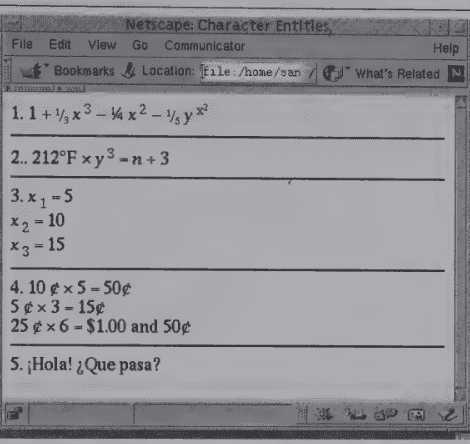 Netscape: Character Entities
File Edit View Go Communicator Help
Bookmarks Location: file:/home/san What's Related N
1. 1 + ⅓ x³ – ¼ x² – ⅕ y^x²
2.. 212°F × y³ = n + 3
3. x₁ = 5
x₂ = 10
x₃ = 15
4. 10 ¢ × 5 = 50¢
5 ¢ × 3 = 15¢
25 ¢ × 6 = $1.00 and 50¢
5. ¡Hola! ¿Que pasa?